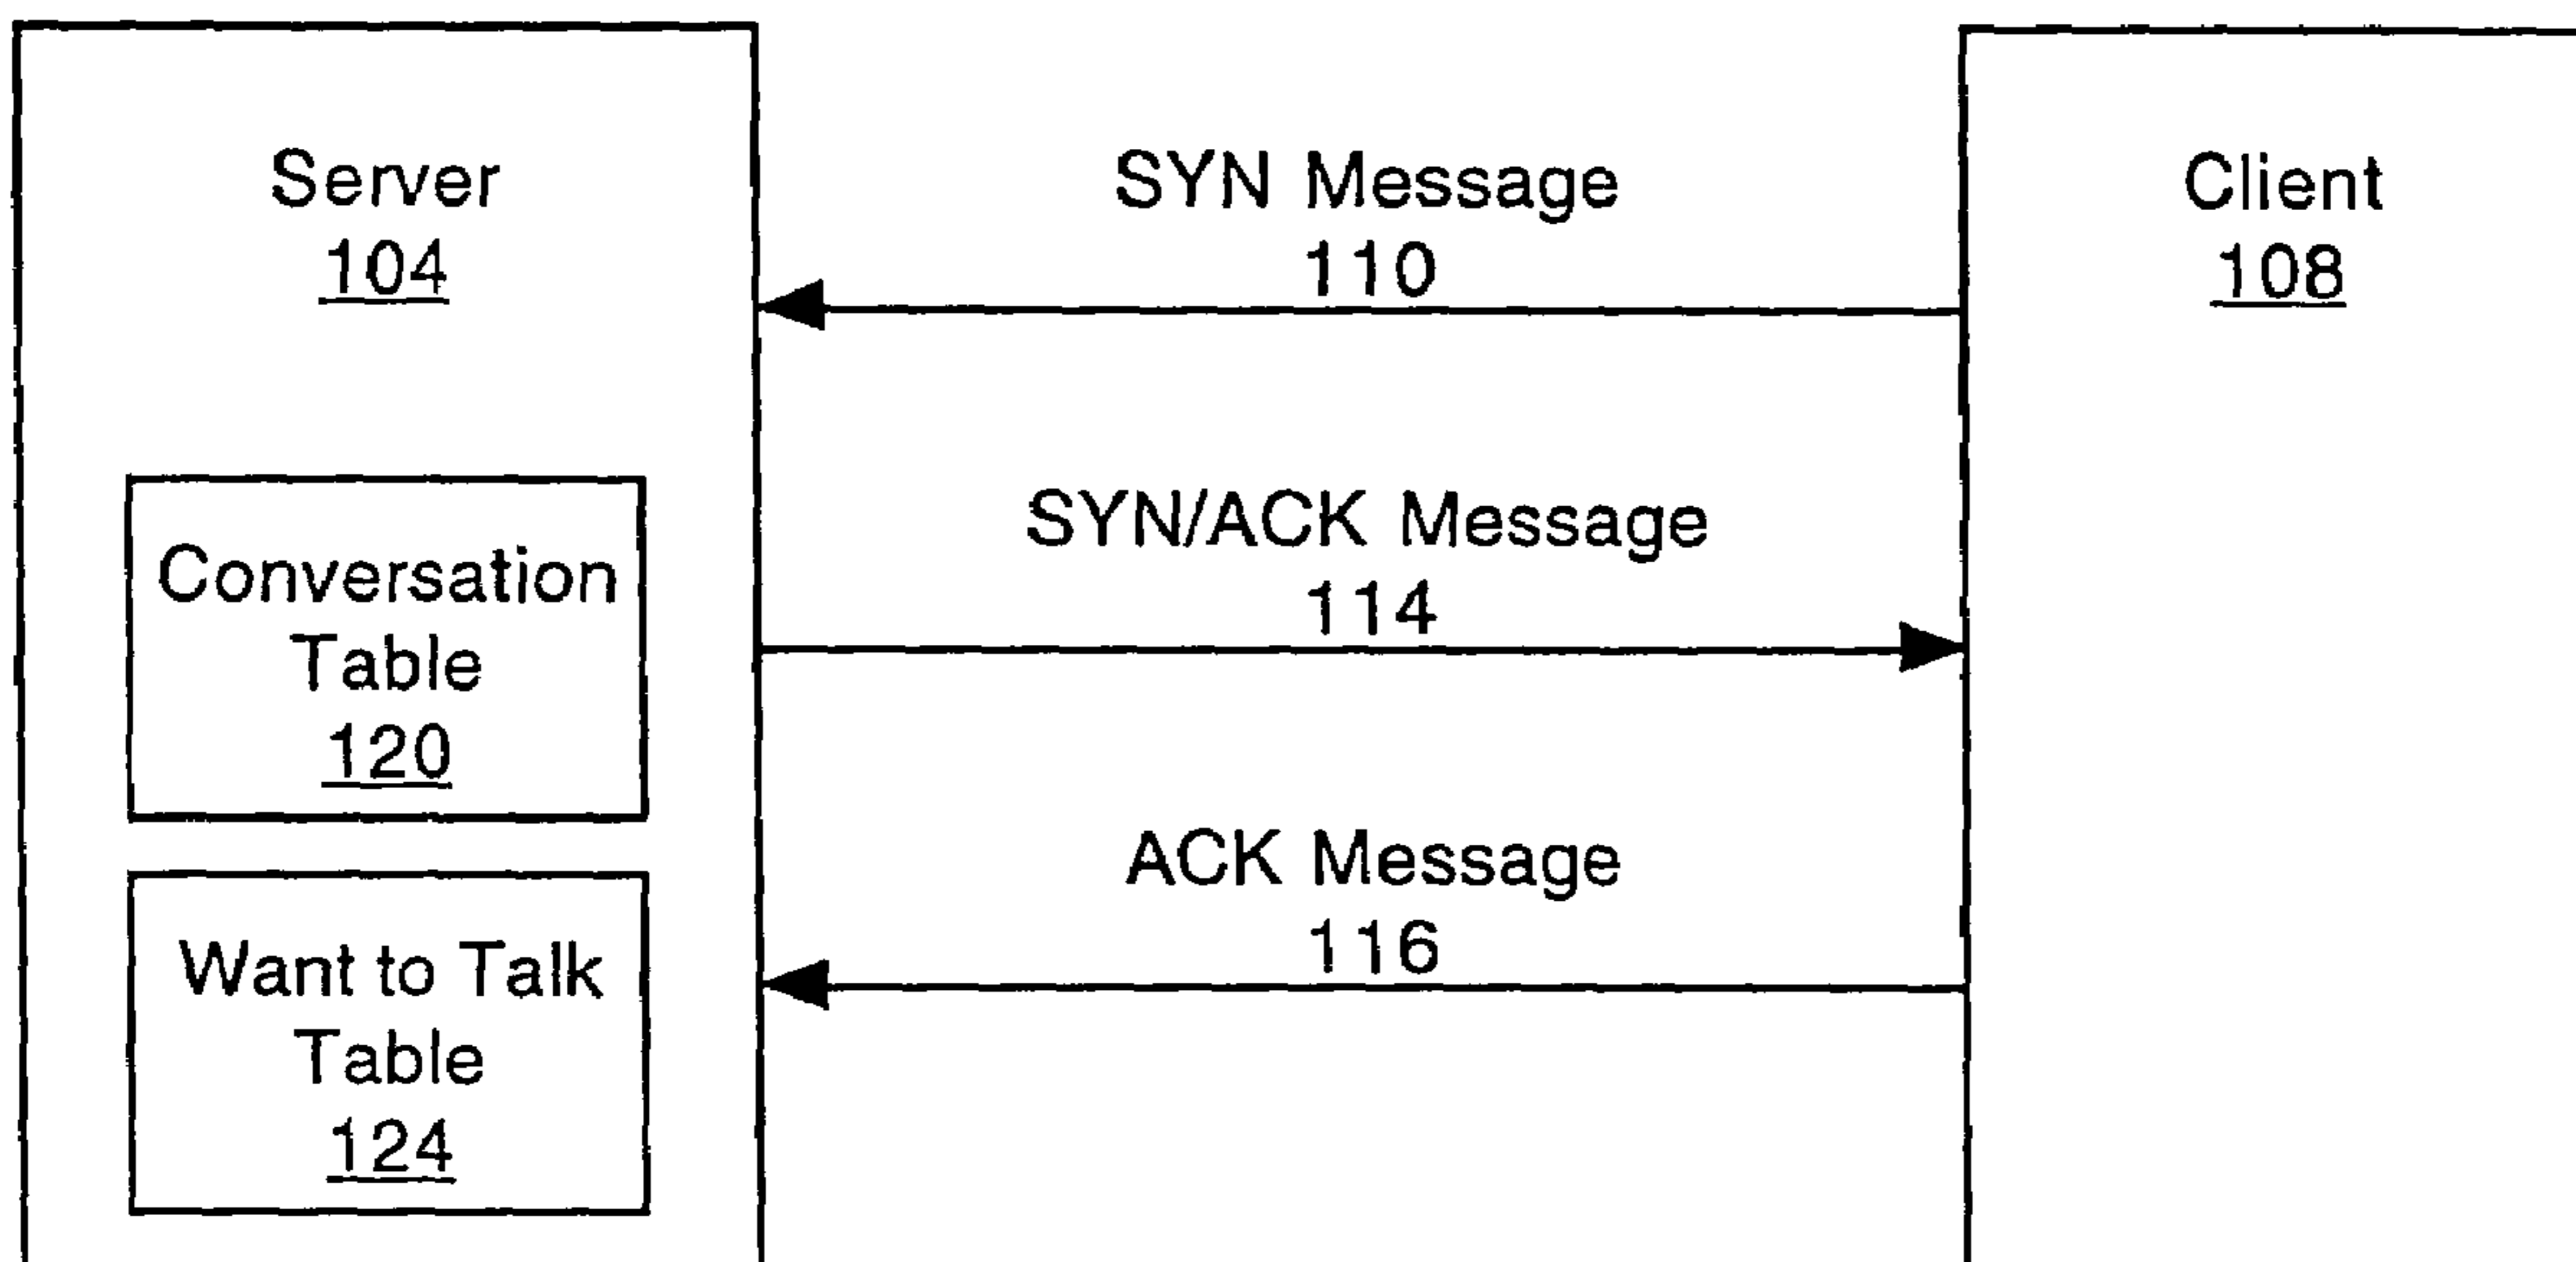 Server
104
SYN Message
110
Client
108
Conversation
Table
120
SYN/ACK Message
114
Want to Talk
Table
124
ACK Message
116